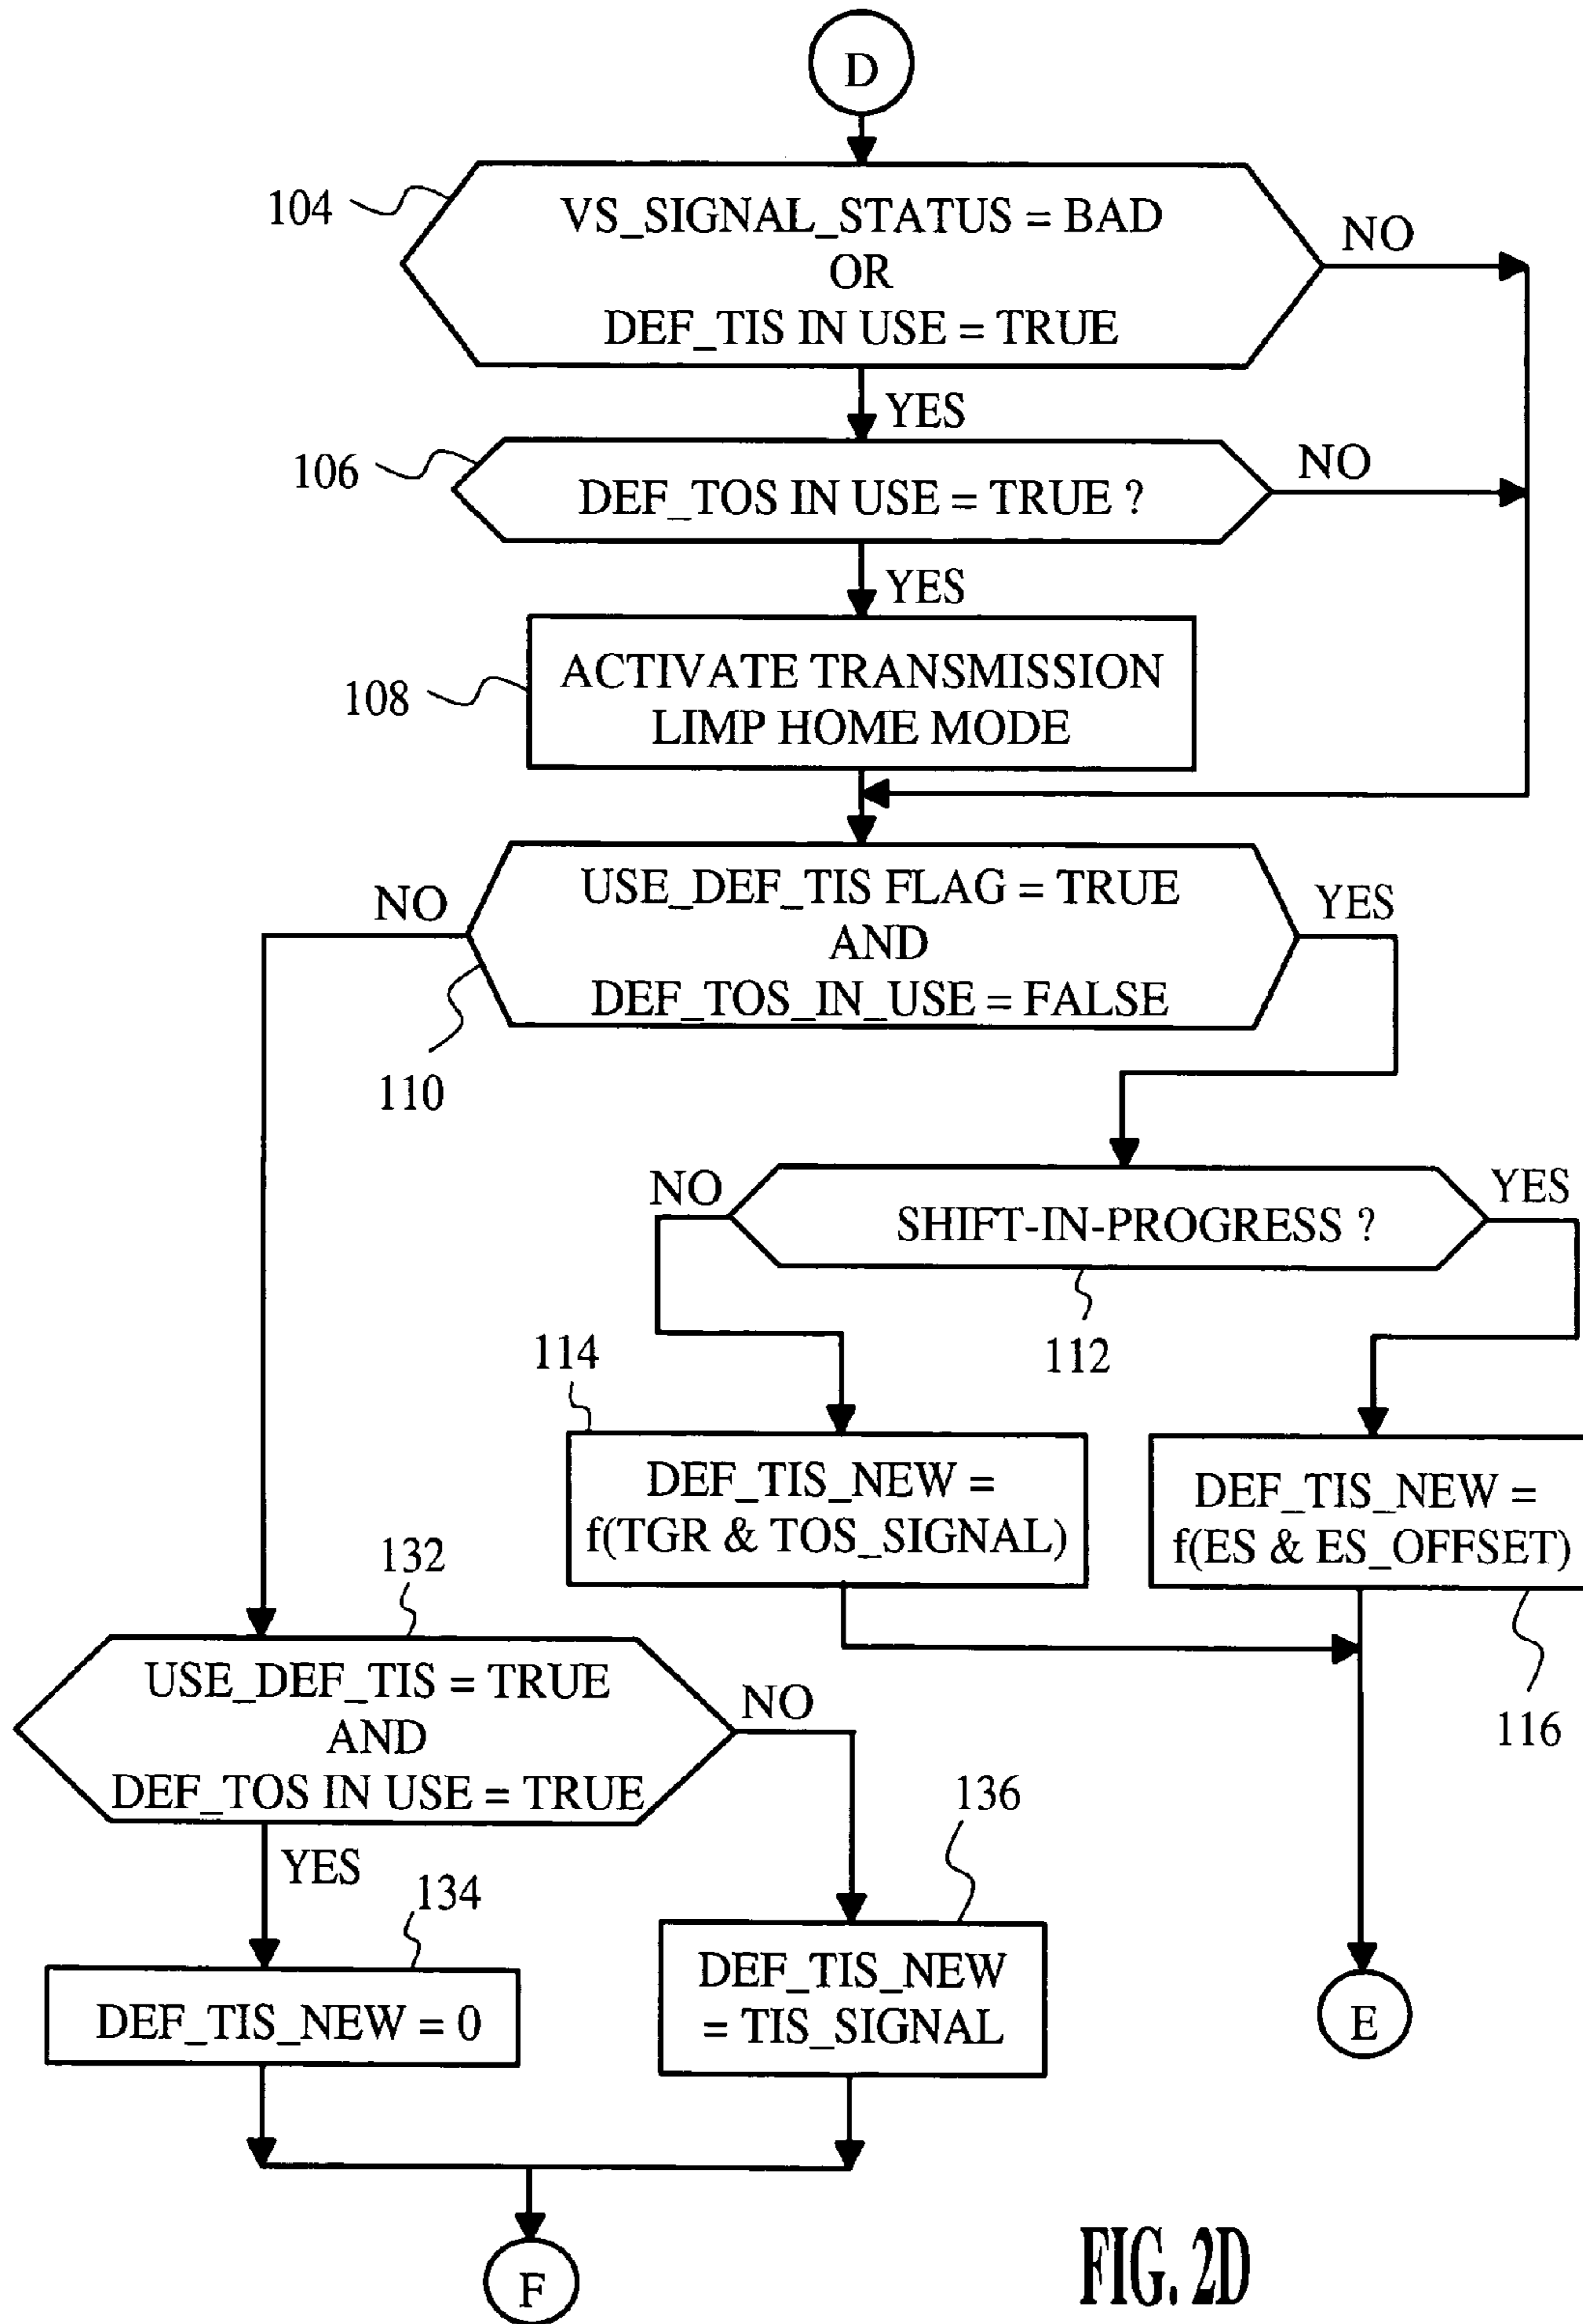 D
104
VS_SIGNAL_STATUS = BAD
OR
DEF_TIS IN USE = TRUE
NO
YES
106
DEF_TOS IN USE = TRUE ?
NO
YES
108
ACTIVATE TRANSMISSION
LIMP HOME MODE
NO
USE_DEF_TIS FLAG = TRUE
AND
DEF_TOS_IN_USE = FALSE
YES
110
NO
SHIFT-IN-PROGRESS ?
YES
112
114
DEF_TIS_NEW =
f(TGR & TOS_SIGNAL)
DEF_TIS_NEW =
f(ES & ES_OFFSET)
116
132
USE_DEF_TIS = TRUE
AND
DEF_TOS IN USE = TRUE
NO
YES
134
DEF_TIS_NEW = 0
136
DEF_TIS_NEW
= TIS_SIGNAL
E
F
FIG. 2D